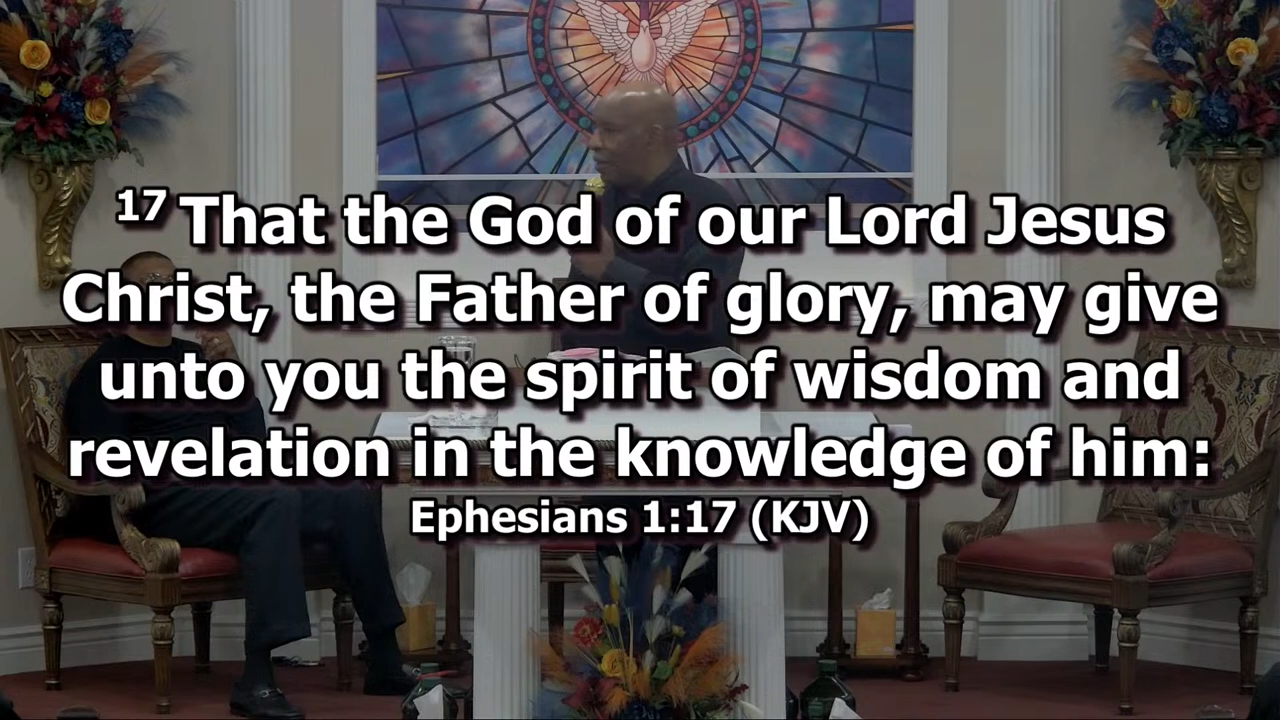 17 That the God of our Lord Jesus
Christ, the Father of glory, may give
unto you the spirit of wisdom and
revelation in the knowledge of him:
Ephesians 1:17 (KJV)